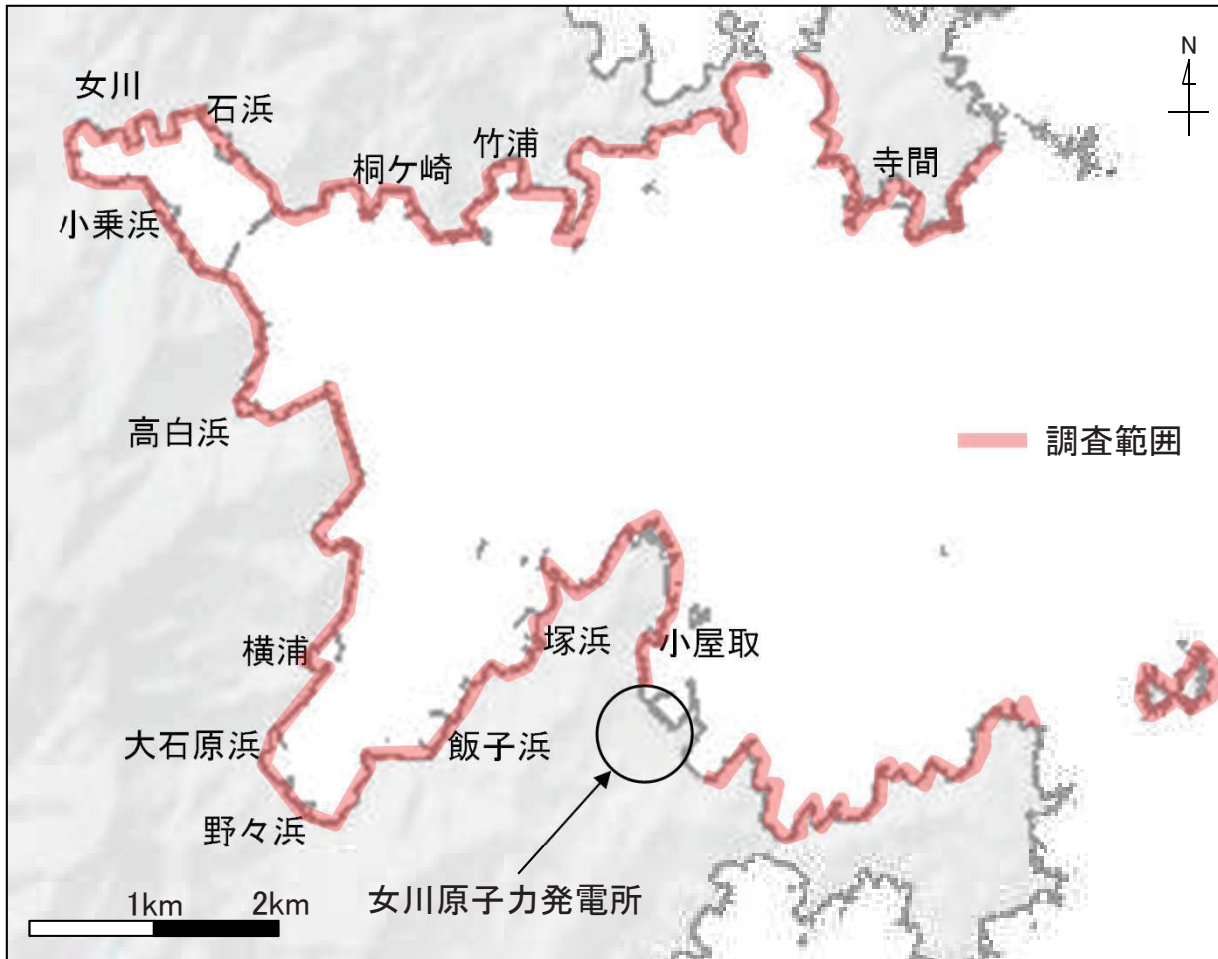 N
女川
石浜
竹浦
桐ケ崎
寺間
小乗浜
高白浜
調査範囲
横浦
塚浜
小屋取
大石原浜
飯子浜
野々浜
女川原子力発電所
1km
2km